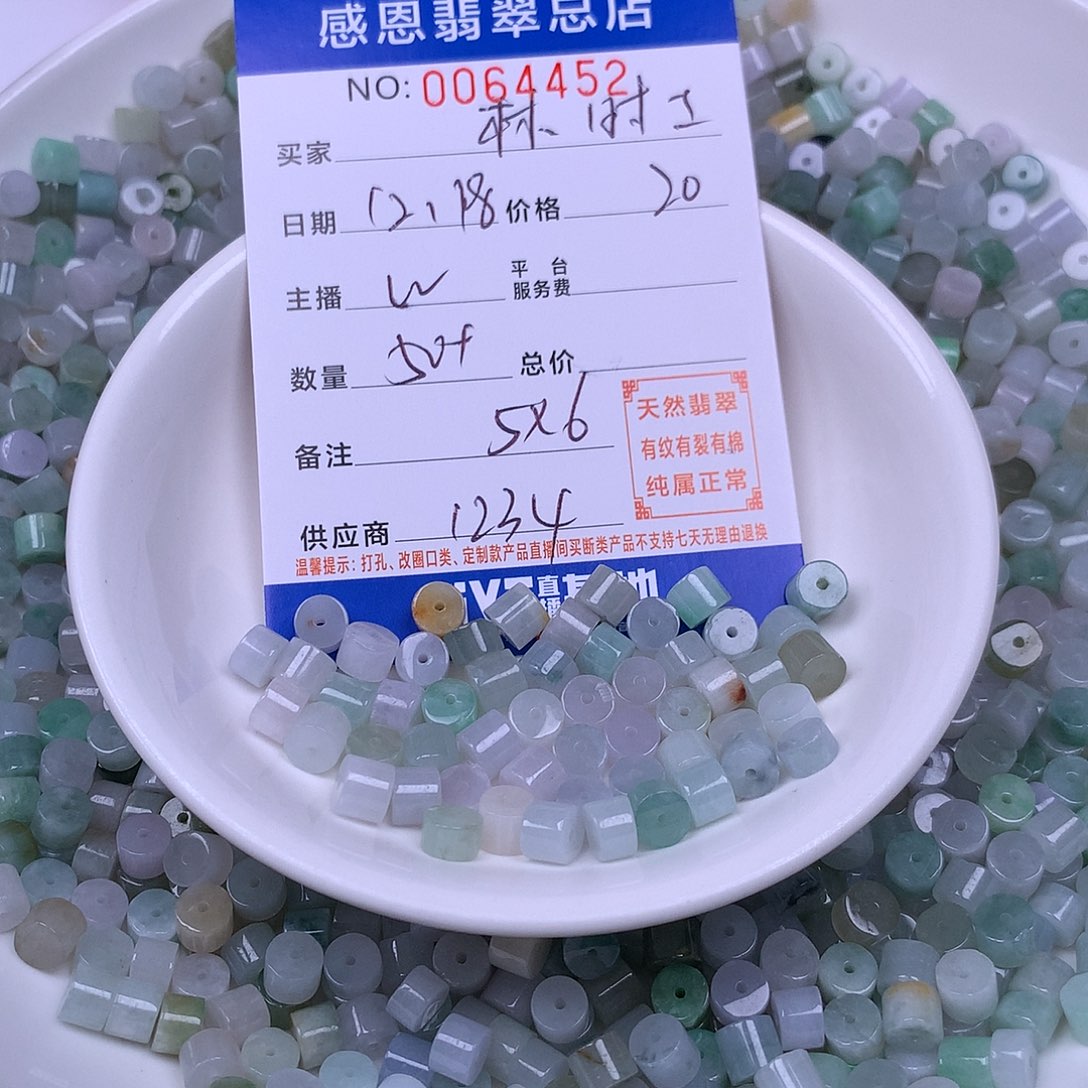 感恩翡翠总店
NO: 0064452
买家 林
日期 12.18 价格 20
主播 W 平台服务费
数量 50+ 总价
备注 5x6
天然翡翠
有纹有裂有棉
纯属正常
供应商 1234
温馨提示：打孔、改圈口类、定制款产品直播间买断类产品不支持七天无理由退换